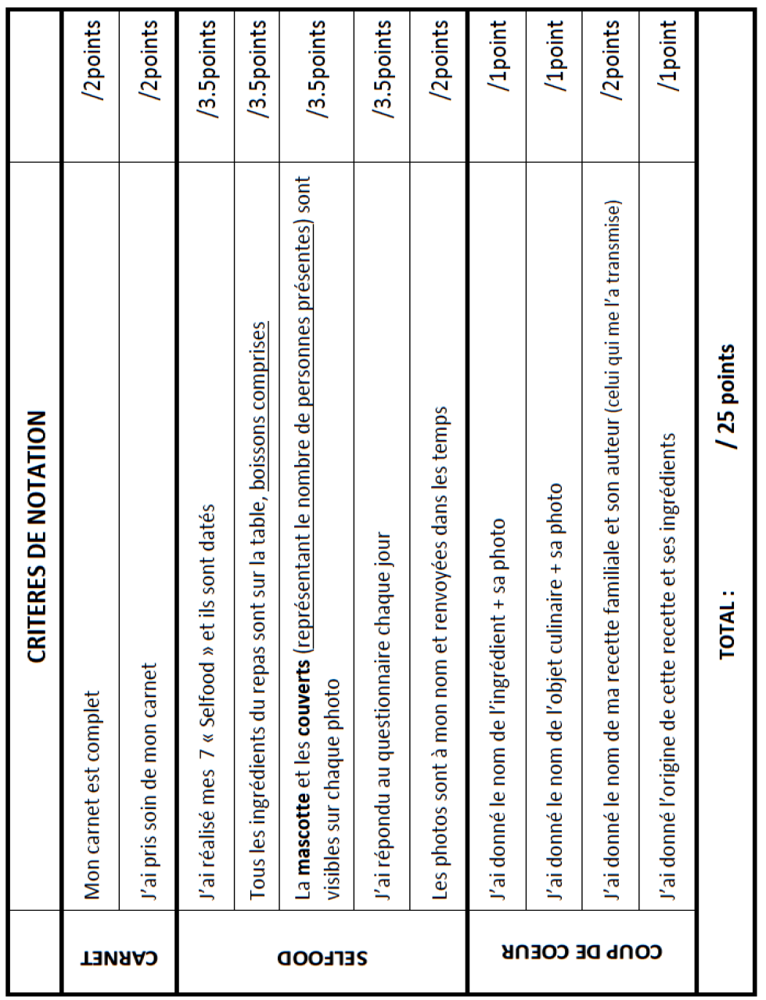 CRITERES DE NOTATION
CARNET
Mon carnet est complet /2points
J'ai pris soin de mon carnet /2points
SELFOOD
J'ai réalisé mes 7 « Selfood » et ils sont datés /3.5points
Tous les ingrédients du repas sont sur la table, boissons comprises /3.5points
La mascotte et les couverts (représentant le nombre de personnes présentes) sont
visibles sur chaque photo /3.5points
J'ai répondu au questionnaire chaque jour /3.5points
Les photos sont à mon nom et renvoyées dans les temps /2points
COUP DE COEUR
J'ai donné le nom de l'ingrédient + sa photo /1point
J'ai donné le nom de l'objet culinaire + sa photo /1point
J'ai donné le nom de ma recette familiale et son auteur (celui qui me l'a transmise) /2points
J'ai donné l'origine de cette recette et ses ingrédients /1point
TOTAL : / 25 points